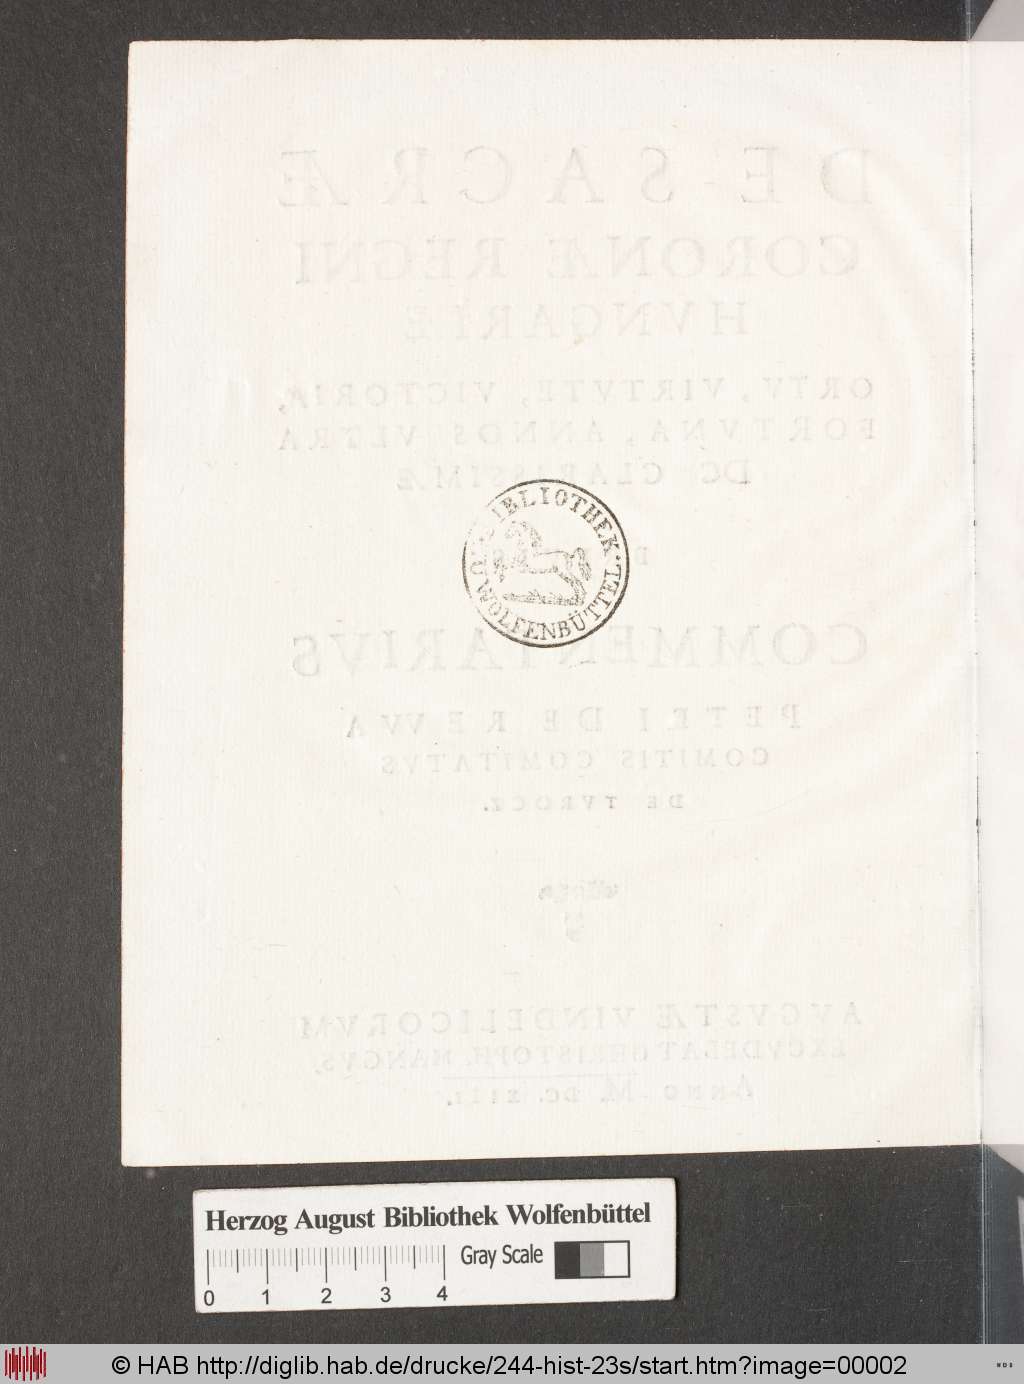 DE SACRÆ
CORONÆ REGNI
HVNGARIÆ
ORTV, VIRTVTE, VICTORIA,
FORTVNA, ANNOS VLTRA
DC CLARISSIMÆ
BIBLIOTHEK
WOLFENBÜTTEL
COMMENTARIVS
PETRI DE REWA
COMITIS COMITATVS
DE TVROCZ.
AVGVSTÆ VINDELICORVM
EXCVDEBAT CHRISTOPH. MANGVS,
ANNO M. DC. XIII.
Herzog August Bibliothek Wolfenbüttel
Gray Scale
0 1 2 3 4
© HAB http://diglib.hab.de/drucke/244-hist-23s/start.htm?image=00002